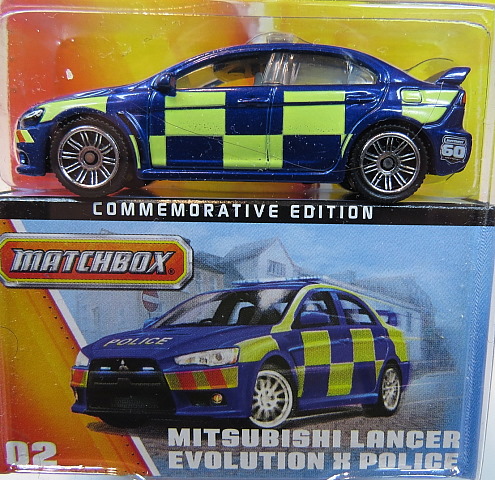 60
COMMEMORATIVE EDITION
MATCHBOX®
POLICE
02
MITSUBISHI LANCER
EVOLUTION X POLICE